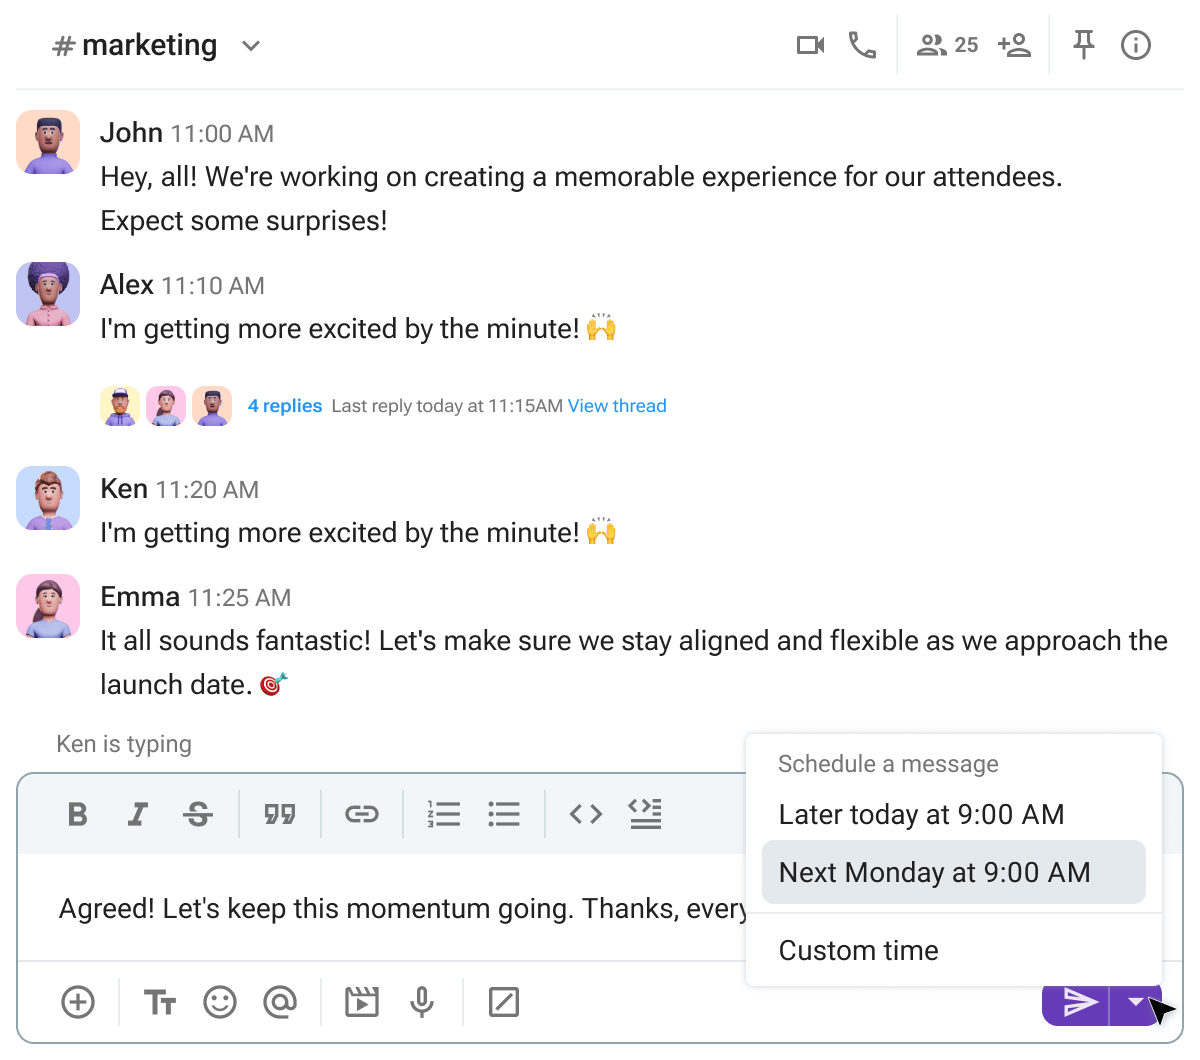 # marketing
25
John 11:00 AM
Hey, all! We're working on creating a memorable experience for our attendees.
Expect some surprises!
Alex 11:10 AM
I'm getting more excited by the minute! 🙌
4 replies Last reply today at 11:15AM View thread
Ken 11:20 AM
I'm getting more excited by the minute! 🙌
Emma 11:25 AM
It all sounds fantastic! Let's make sure we stay aligned and flexible as we approach the
launch date. 🎯
Ken is typing
Schedule a message
Later today at 9:00 AM
Next Monday at 9:00 AM
Custom time
Agreed! Let's keep this momentum going. Thanks, every